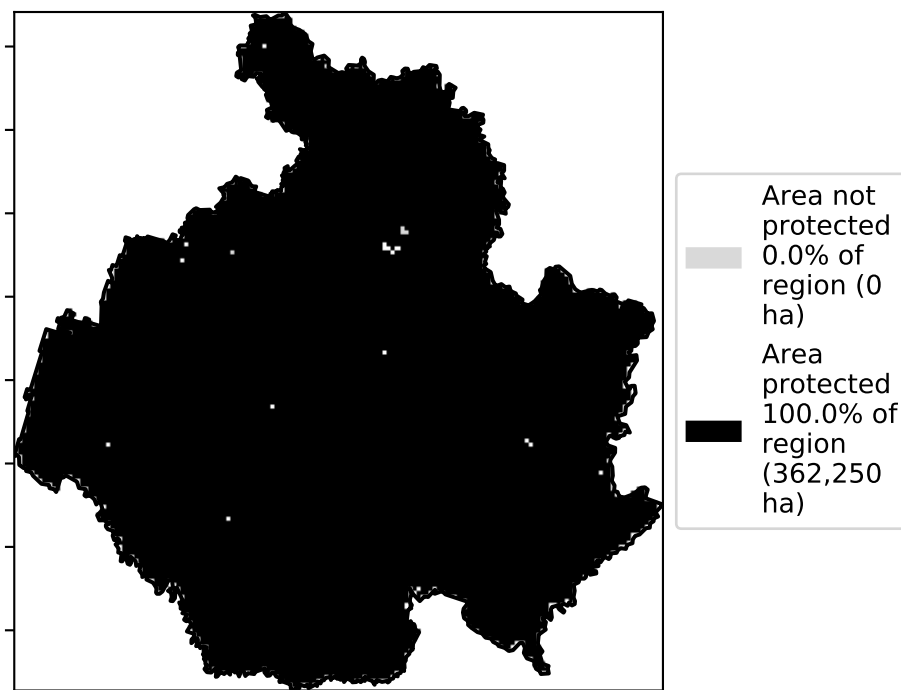 Area not
protected
0.0% of
region (0
ha)
Area
protected
100.0% of
region
(362,250
ha)